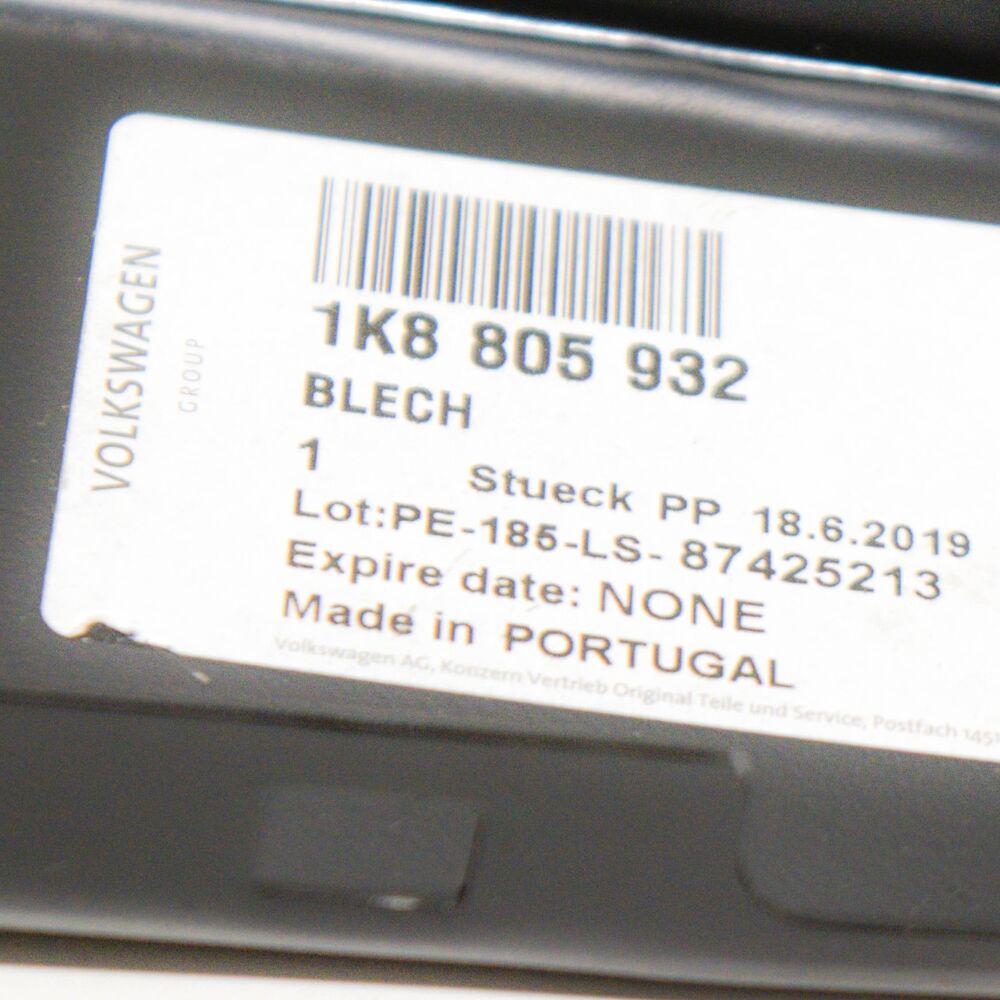 VOLKSWAGEN
GROUP
1K8 805 932
BLECH
1 Stueck PP 18.6.2019
Lot:PE-185-LS- 87425213
Expire date: NONE
Made in PORTUGAL
Volkswagen AG, Konzern Vertrieb Original Teile und Service, Postfach 1451